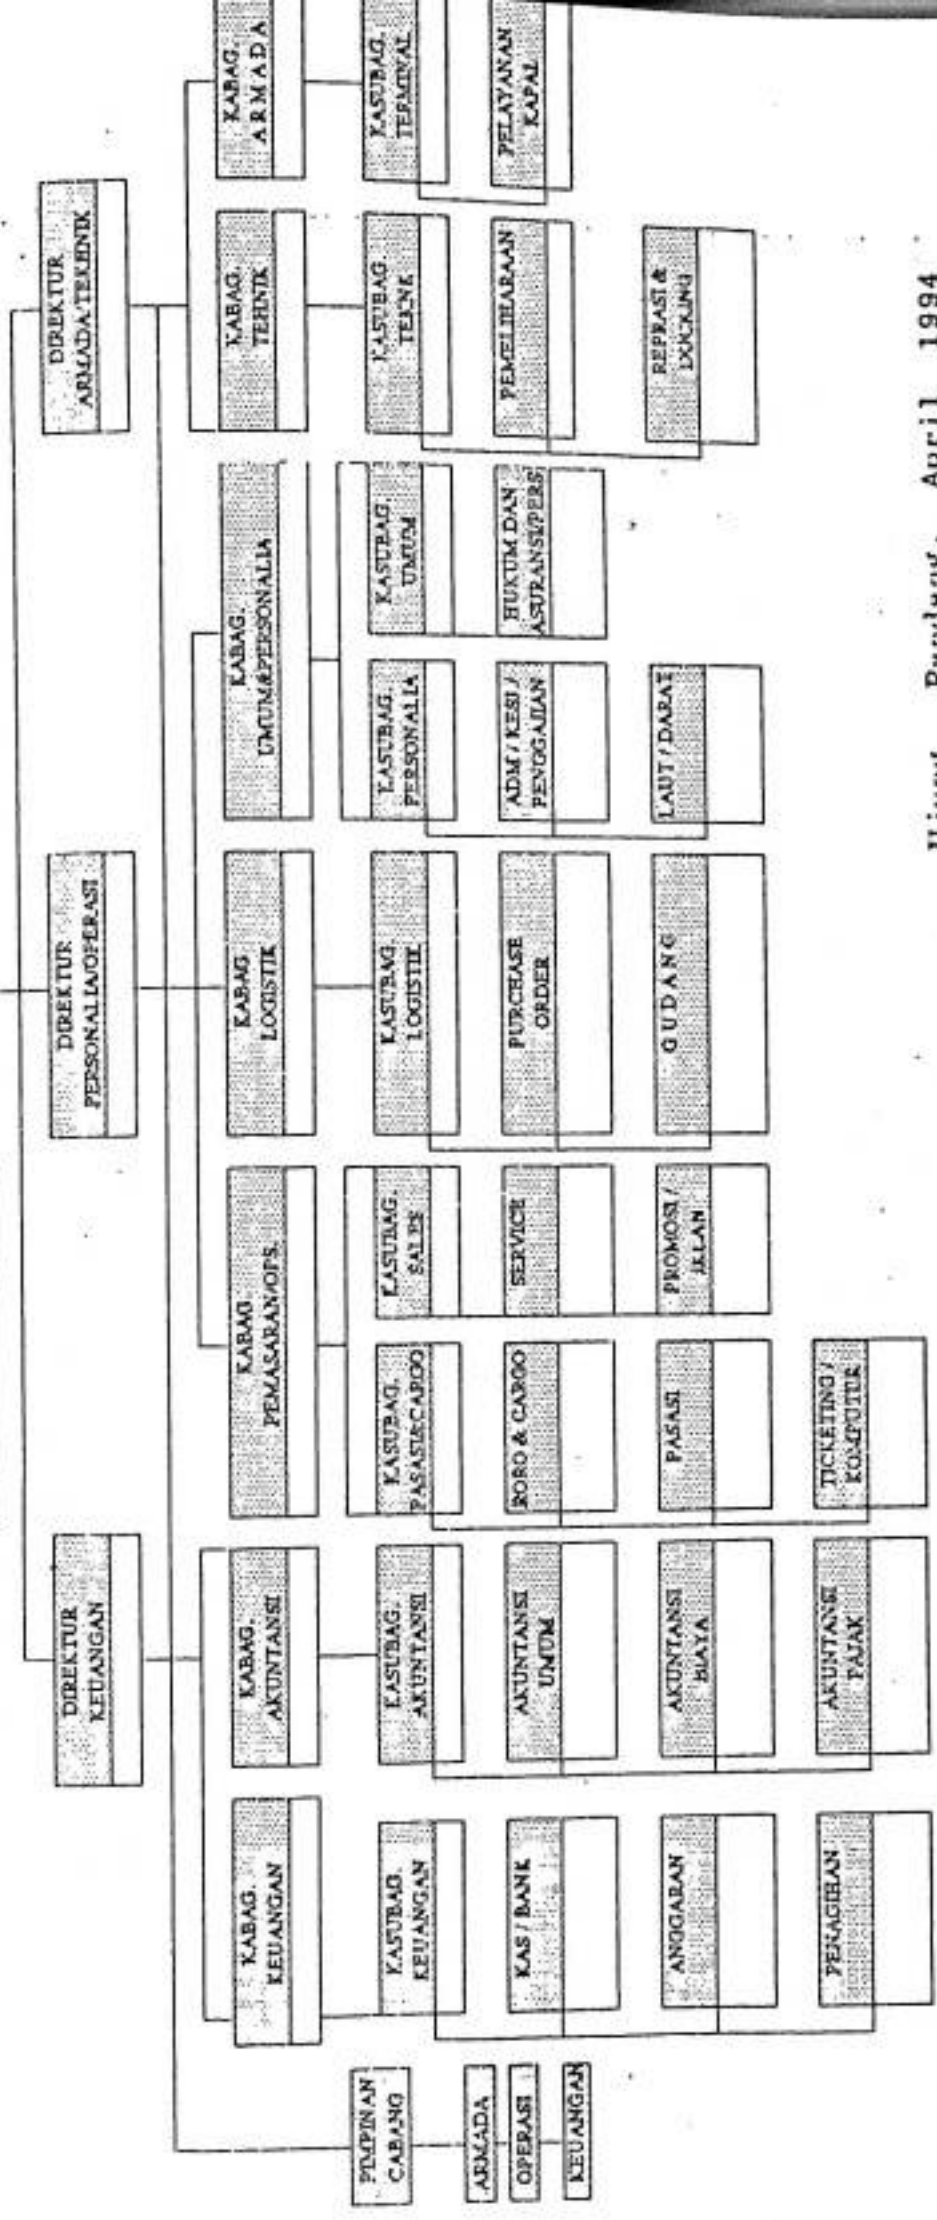 DIREKTUR
KEUANGAN
DIREKTUR
PERSONALIA/OPERASI
DIREKTUR
ARMADA/TEKHNIK
KABAG.
KEUANGAN
KABAG.
AKUNTANSI
KABAG.
PEMASARAN/OPS.
KABAG.
LOGISTIK
KABAG.
UMUM&PERSONALIA
KABAG.
TEHNIK
KABAG.
ARMADA
PIMPINAN
CABANG
KASUBAG.
KEUANGAN
KASUBAG.
AKUNTANSI
KASUBAG.
PASASI&CARGO
KASUBAG.
SALES
KASUBAG.
LOGISTIK
KASUBAG.
PERSONALIA
KASUBAG.
UMUM
KASUBAG.
TEKNK
KASUBAG.
TERMINAL
ARMADA
OPERASI
KEUANGAN
KAS / BANK
AKUNTANSI
UMUM
RORO & CARGO
SERVICE
PURCHASE
ORDER
ADM / KESI /
PENGGAJIAN
HUKUM DAN
ASURANSI/PERS
PEMELIHARAAN
PELAYANAN
KAPAL
ANGGARAN
AKUNTANSI
BIAYA
PASASI
PROMOSI /
IKLAN
GUDANG
LAUT / DARAT
REPRASI &
DOCKING
PENAGIHAN
AKUNTANSI
PAJAK
TICKETING /
KOMPUTER
April 1994